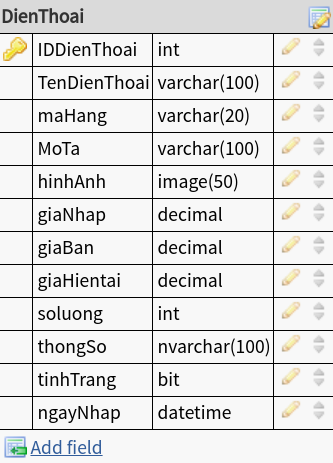 DienThoai
IDDienThoai int
TenDienThoai varchar(100)
maHang varchar(20)
MoTa varchar(100)
hinhAnh image(50)
giaNhap decimal
giaBan decimal
giaHientai decimal
soluong int
thongSo nvarchar(100)
tinhTrang bit
ngayNhap datetime
Add field